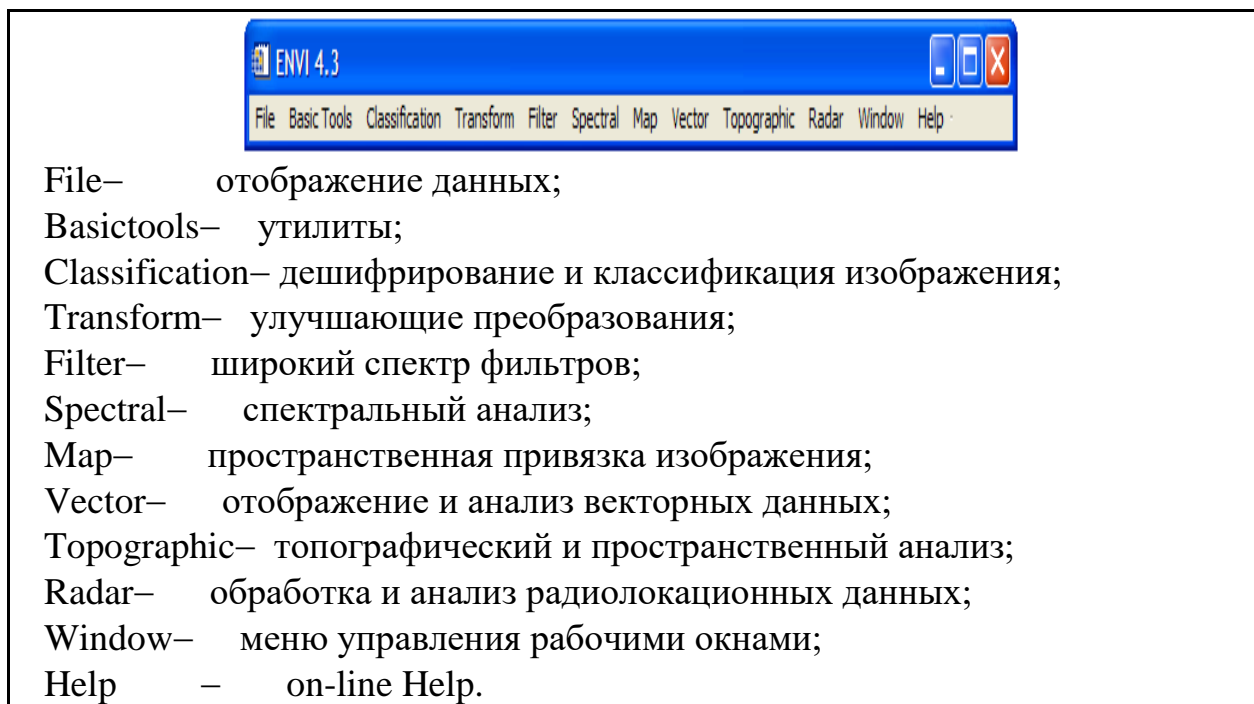 ENVI 4.3
File Basic Tools Classification Transform Filter Spectral Map Vector Topographic Radar Window Help
File− отображение данных;
Basictools− утилиты;
Classification− дешифрирование и классификация изображения;
Transform− улучшающие преобразования;
Filter− широкий спектр фильтров;
Spectral− спектральный анализ;
Map− пространственная привязка изображения;
Vector− отображение и анализ векторных данных;
Topographic− топографический и пространственный анализ;
Radar− обработка и анализ радиолокационных данных;
Window− меню управления рабочими окнами;
Help − on-line Help.